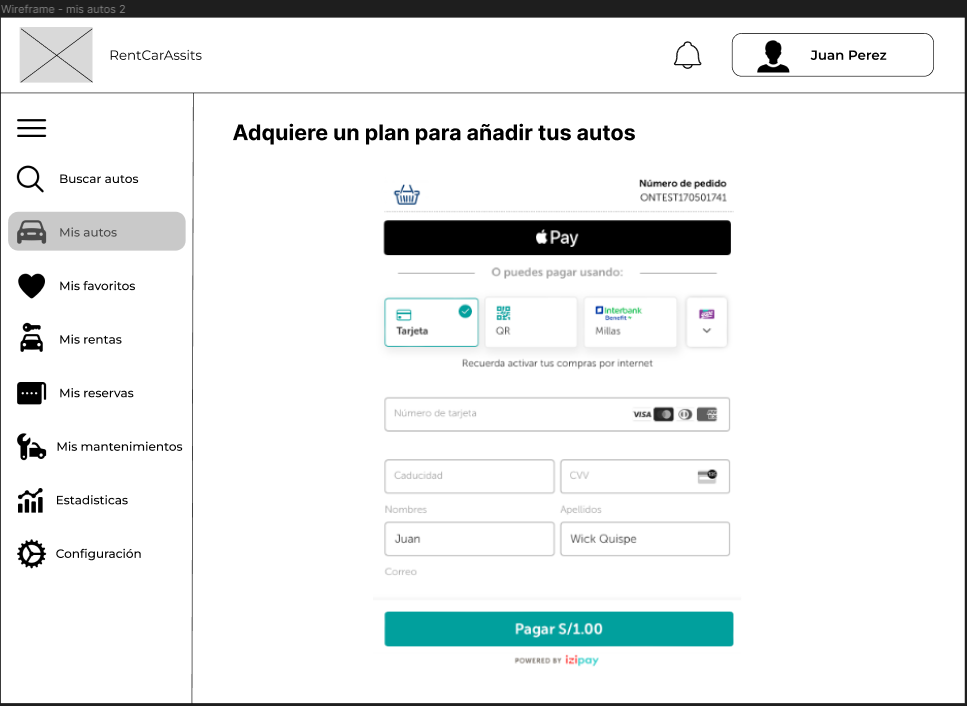 Wireframe - mis autos 2
RentCarAssits
Juan Perez
Buscar autos
Mis autos
Mis favoritos
Mis rentas
Mis reservas
Mis mantenimientos
Estadisticas
Configuración
Adquiere un plan para añadir tus autos
Número de pedido
ONTEST170501741
Pay
O puedes pagar usando:
Tarjeta
QR
Interbank
Benefit
Millas
Recuerda activar tus compras por internet
Número de tarjeta
VISA
Caducidad
CVV
Nombres
Apellidos
Juan
Wick Quispe
Correo
Pagar S/1.00
POWERED BY izipay